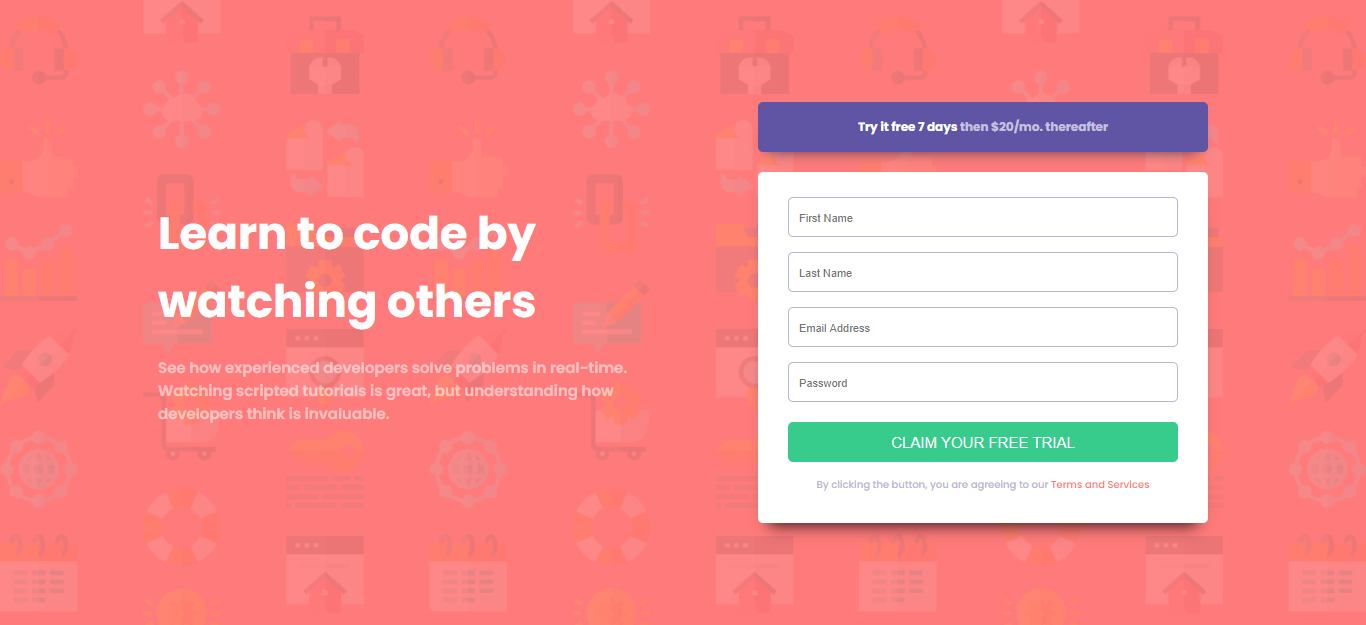 Learn to code by
watching others
See how experienced developers solve problems in real-time.
Watching scripted tutorials is great, but understanding how
developers think is invaluable.
Try it free 7 days then $20/mo. thereafter
First Name
Last Name
Email Address
Password
CLAIM YOUR FREE TRIAL
By clicking the button, you are agreeing to our Terms and Services